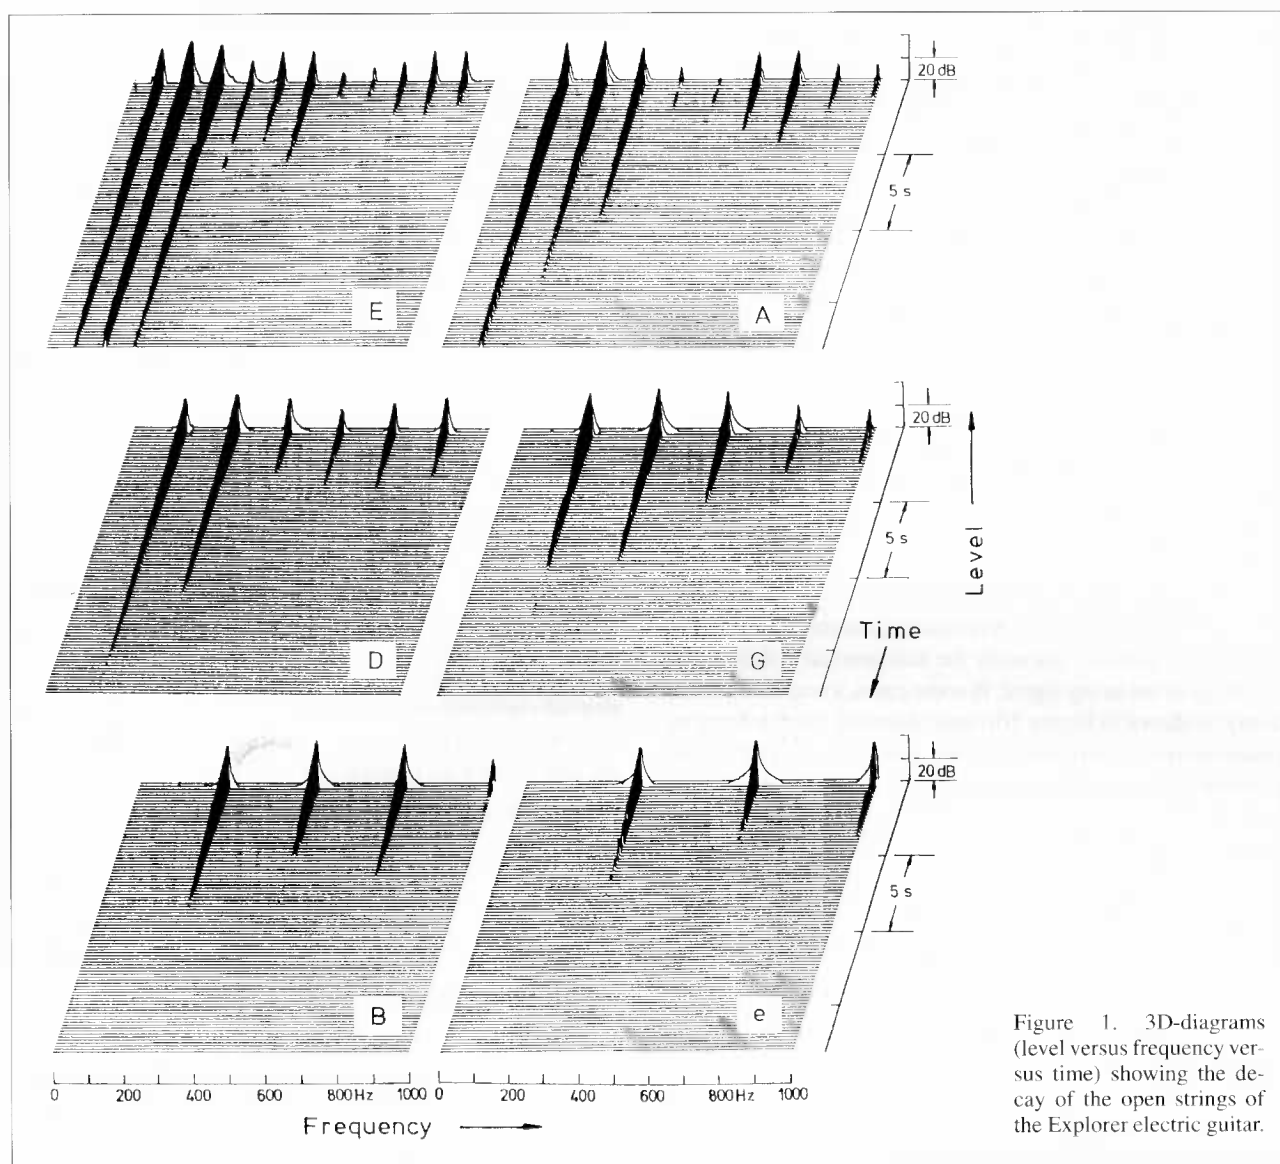 20 dB
5 s
E
A
20 dB
5 s
Level
Time
D
G
20 dB
5 s
B
e
0 200 400 600 800Hz 1000 0 200 400 600 800Hz 1000
Frequency
Figure 1. 3D-diagrams
(level versus frequency ver-
sus time) showing the de-
cay of the open strings of
the Explorer electric guitar.